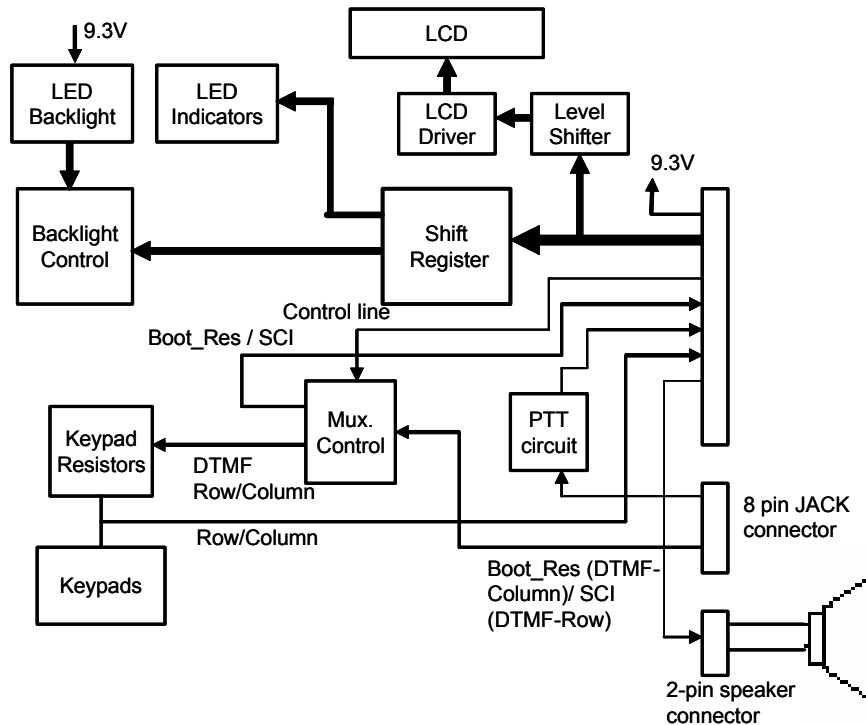 9.3V
LCD
LED
Backlight
LED
Indicators
LCD
Driver
Level
Shifter
9.3V
Backlight
Control
Shift
Register
Control line
Boot_Res / SCI
Keypad
Resistors
Mux.
Control
PTT
circuit
DTMF
Row/Column
8 pin JACK
connector
Row/Column
Keypads
Boot_Res (DTMF-
Column)/ SCI
(DTMF-Row)
2-pin speaker
connector